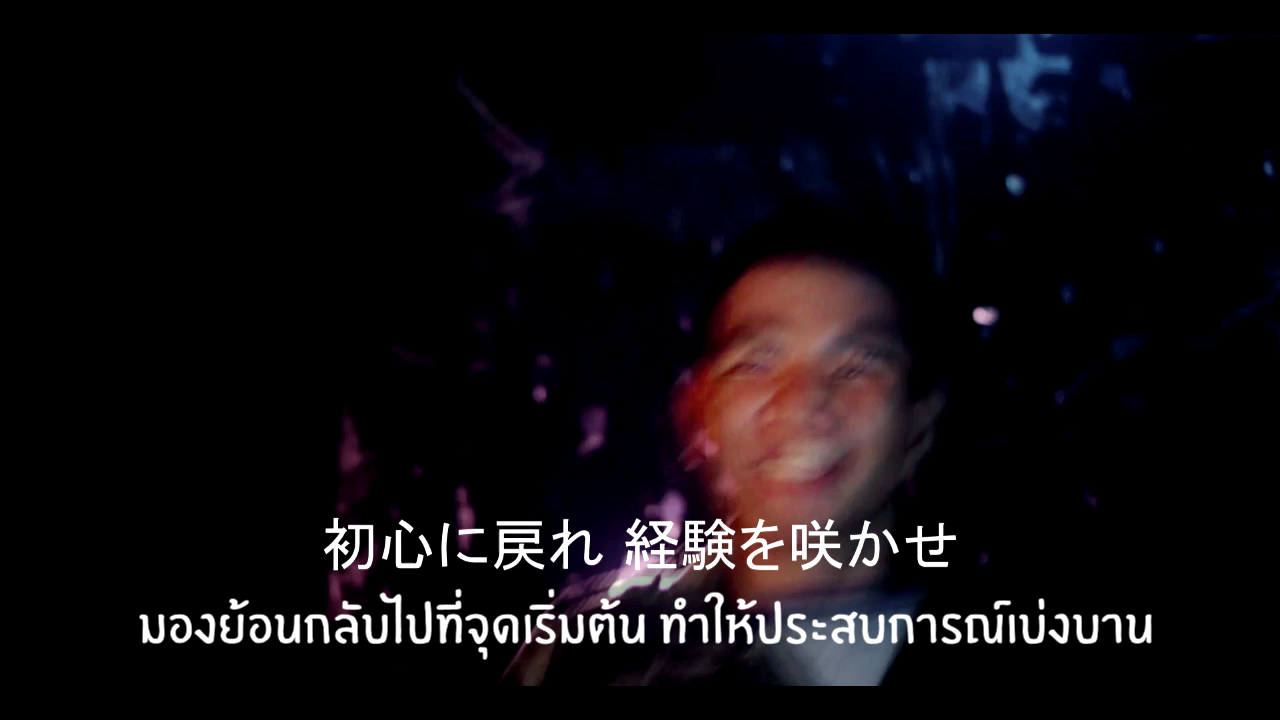 初心に戻れ 経験を咲かせ
มองย้อนกลับไปที่จุดเริ่มต้น ทำให้ประสบการณ์เบ่งบาน